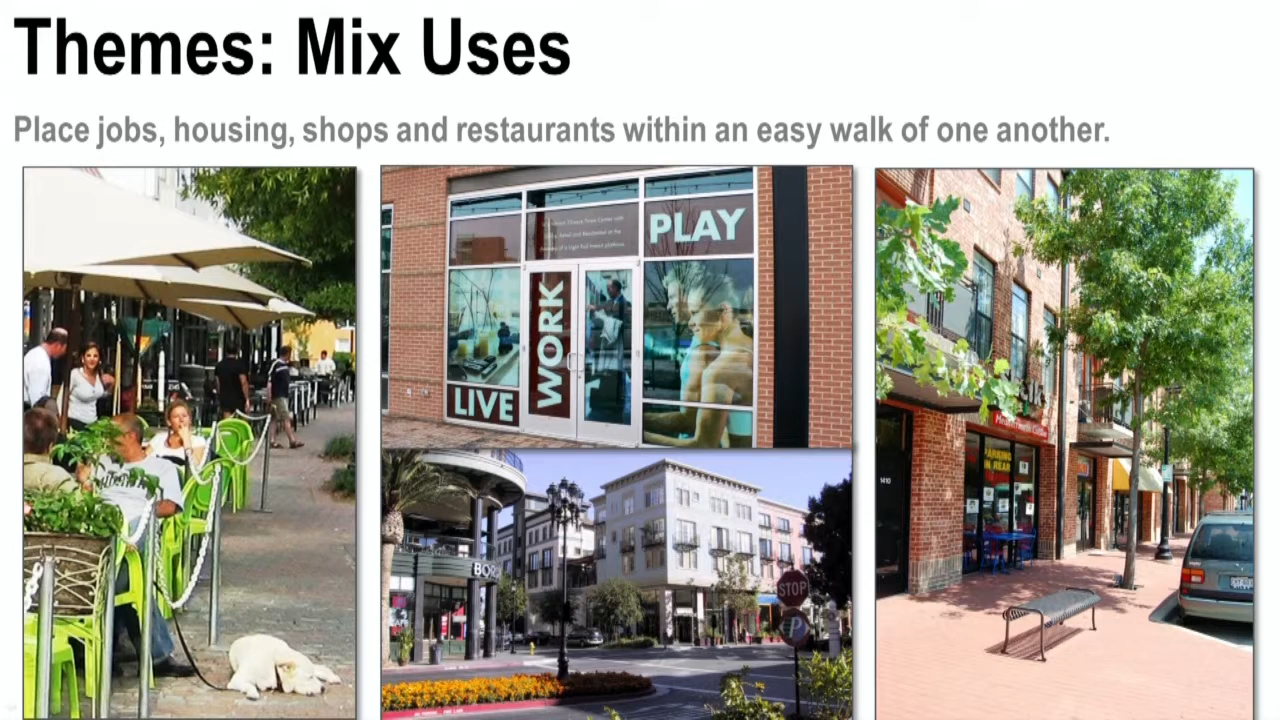 Themes: Mix Uses
Place jobs, housing, shops and restaurants within an easy walk of one another.
PLAY
WORK
LIVE
BOR
STOP
P
PARKING
IN REAR
1410